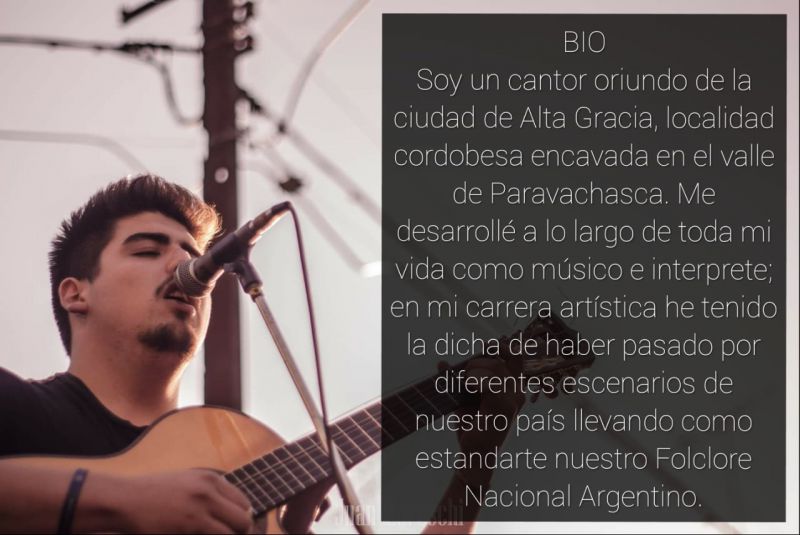 BIO
Soy un cantor oriundo de la
ciudad de Alta Gracia, localidad
cordobesa encavada en el valle
de Paravachasca. Me
desarrollé a lo largo de toda mi
vida como músico e interprete;
en mi carrera artística he tenido
la dicha de haber pasado por
diferentes escenarios de
nuestro país llevando como
estandarte nuestro Folclore
Nacional Argentino.
Juan